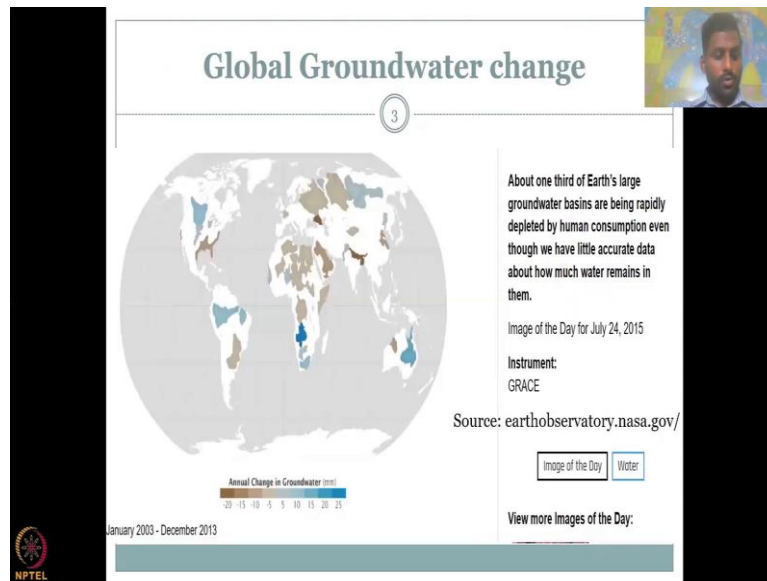 Global Groundwater change
3
About one third of Earth's large
groundwater basins are being rapidly
depleted by human consumption even
though we have little accurate data
about how much water remains in
them.
Image of the Day for July 24, 2015
Instrument:
GRACE
Source: earthobservatory.nasa.gov/
Image of the Day
Water
View more Images of the Day:
Annual Change in Groundwater (mm)
-20 -15 -10 -5 5 10 15 20 25
January 2003 - December 2013
NPTEL